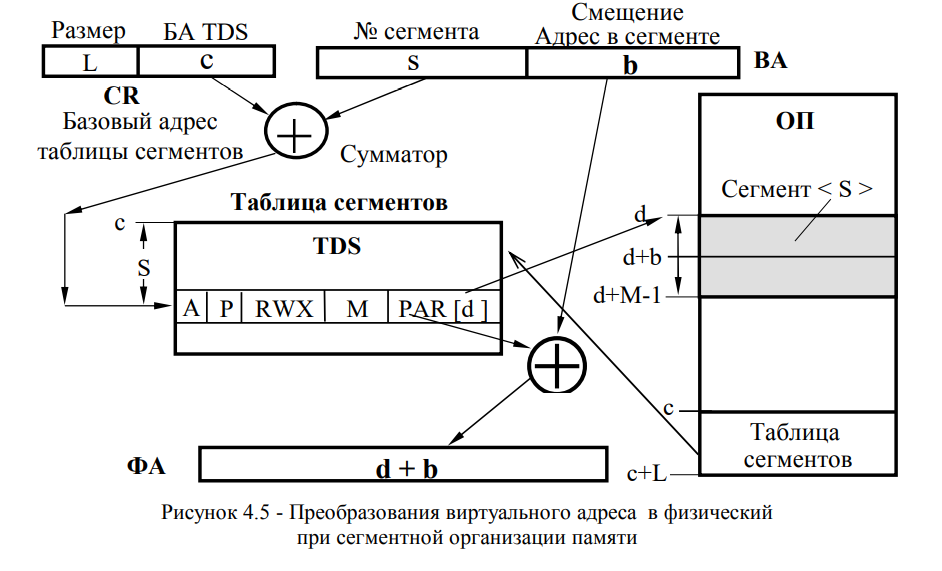 Размер
БА TDS
№ сегмента
Смещение
Адрес в сегменте
L
c
s
b
ВА
CR
Базовый адрес
таблицы сегментов
Сумматор
ОП
Сегмент < S >
Таблица сегментов
TDS
c
S
A P RWX M PAR [d ]
d
d+b
d+M-1
c
Таблица
сегментов
c+L
ФА
d + b
Рисунок 4.5 - Преобразования виртуального адреса в физический
при сегментной организации памяти